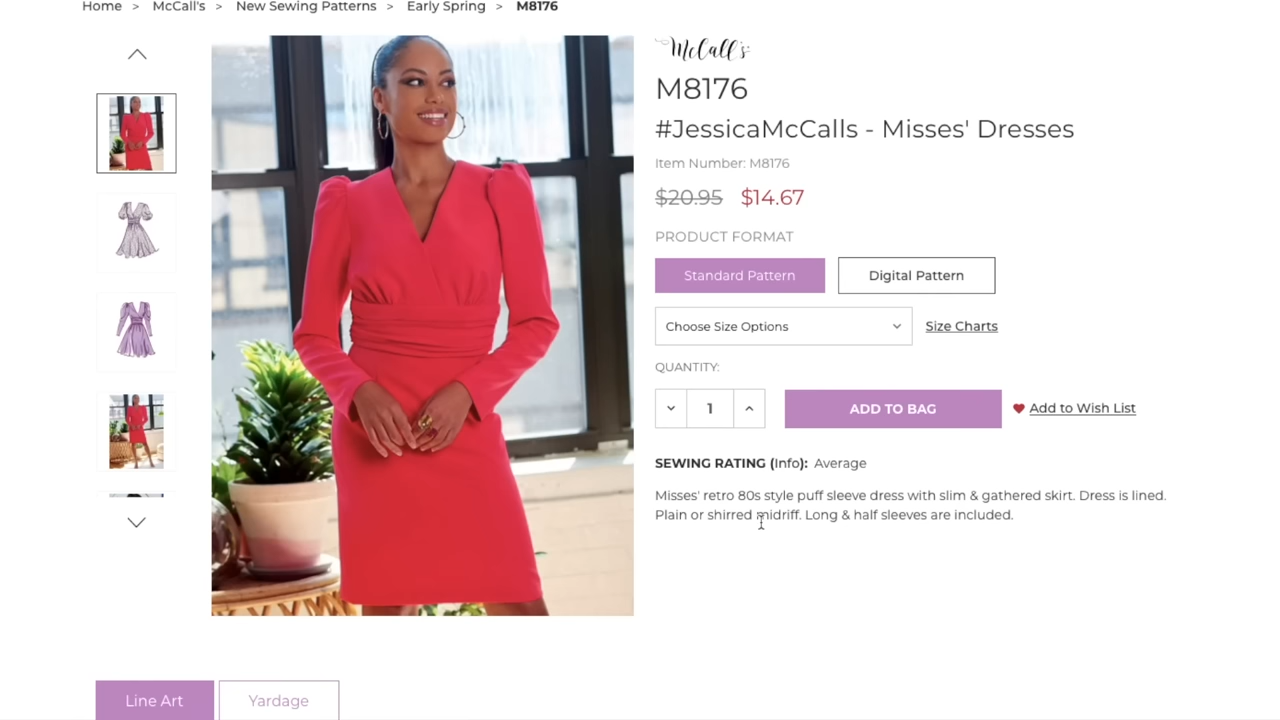 Home > McCall's > New Sewing Patterns > Early Spring > M8176
McCall's
M8176
#JessicaMcCalls - Misses' Dresses
Item Number: M8176
$20.95 $14.67
PRODUCT FORMAT
Standard Pattern Digital Pattern
Choose Size Options Size Charts
QUANTITY:
1 ADD TO BAG Add to Wish List
SEWING RATING (Info): Average
Misses' retro 80s style puff sleeve dress with slim & gathered skirt. Dress is lined.
Plain or shirred midriff. Long & half sleeves are included.
Line Art Yardage